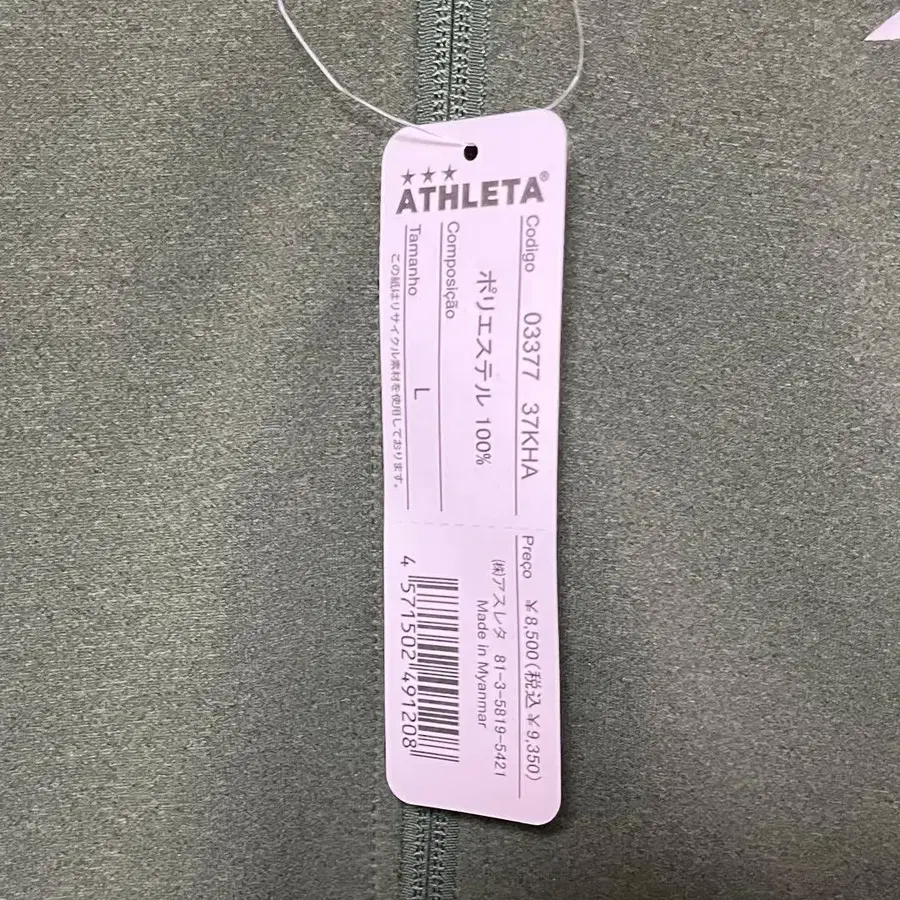 ★★★
ATHLETA®
Codigo 03377 37KHA
ポリエステル 100%
Composição
Tamanho L
この紙はリサイクル素材を使用しております。
Preço ¥8,500(税込¥9,350)
(株)アスレタ 81-3-5819-5421
Made in Myanmar
4 571502 491208